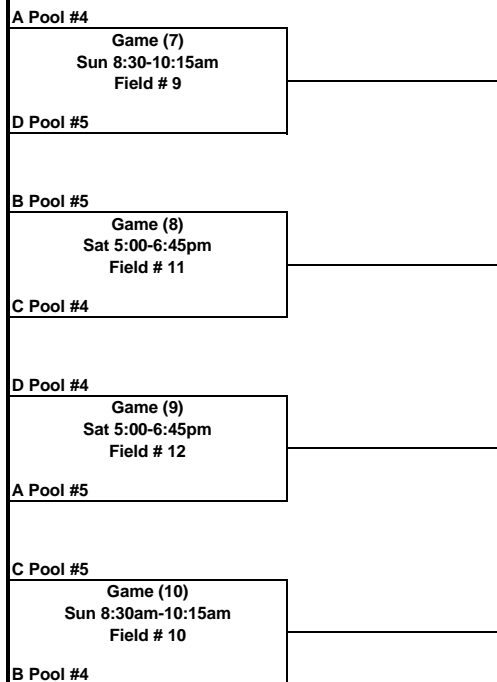 A Pool #4
Game (7)
Sun 8:30-10:15am
Field # 9
D Pool #5
B Pool #5
Game (8)
Sat 5:00-6:45pm
Field # 11
C Pool #4
D Pool #4
Game (9)
Sat 5:00-6:45pm
Field # 12
A Pool #5
C Pool #5
Game (10)
Sun 8:30am-10:15am
Field # 10
B Pool #4